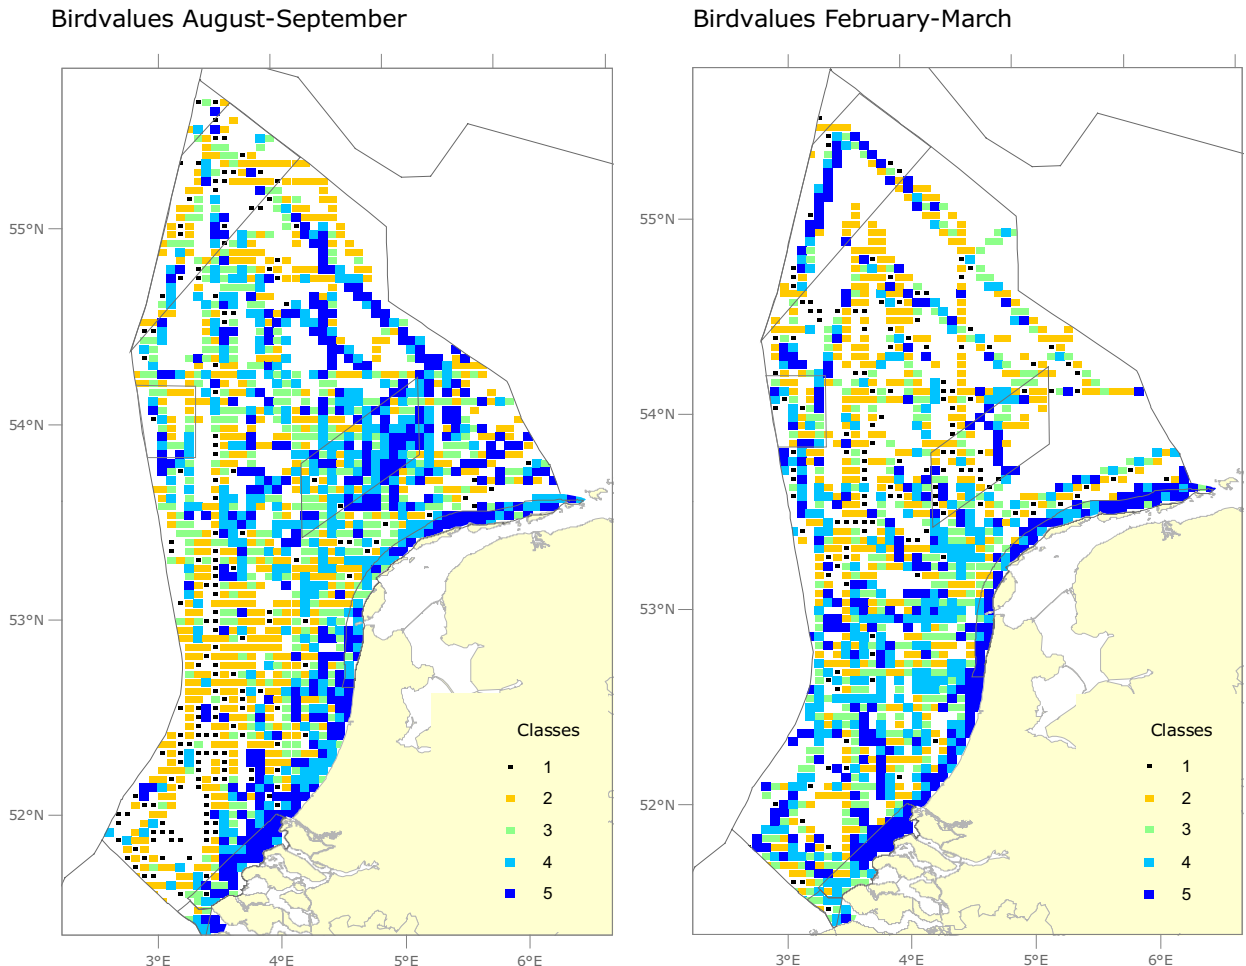 Birdvalues August-September
Birdvalues February-March
55°N
54°N
53°N
52°N
3°E
4°E
5°E
6°E
Classes
1
2
3
4
5
55°N
54°N
53°N
52°N
3°E
4°E
5°E
6°E
Classes
1
2
3
4
5